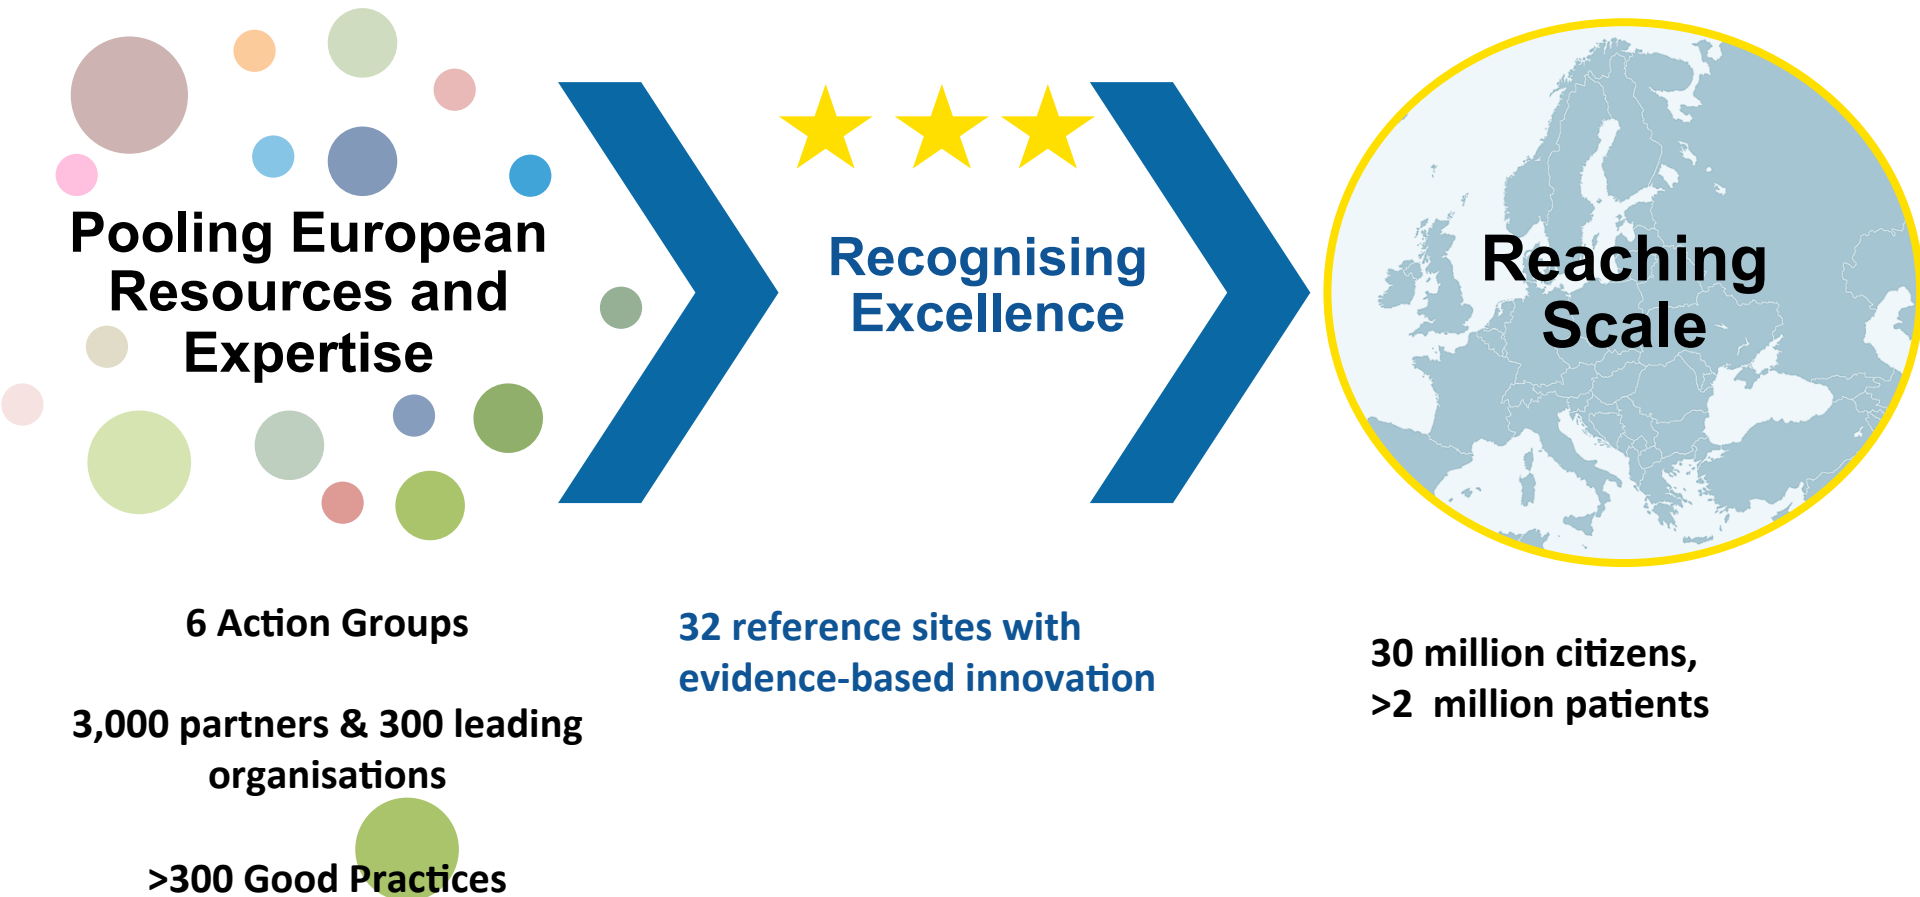 Pooling European
Resources and
Expertise
Recognising
Excellence
Reaching
Scale
6 Action Groups
3,000 partners & 300 leading
organisations
>300 Good Practices
32 reference sites with
evidence-based innovation
30 million citizens,
>2 million patients